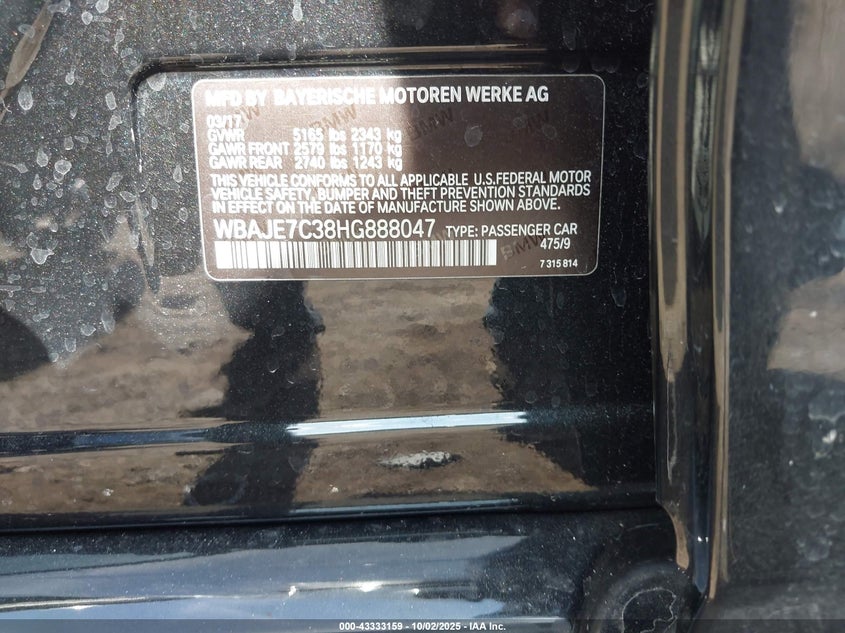 MFD BY BAYERISCHE MOTOREN WERKE AG
03/17
GVWR 5165 lbs 2343 kg
GAWR FRONT 2579 lbs 1170 kg
GAWR REAR 2740 lbs 1243 kg
THIS VEHICLE CONFORMS TO ALL APPLICABLE U.S.FEDERAL MOTOR
VEHICLE SAFETY, BUMPER AND THEFT PREVENTION STANDARDS
IN EFFECT ON THE DATE OF MANUFACTURE SHOWN ABOVE.
WBAJE7C38HG888047 TYPE: PASSENGER CAR
475/9
7 315 814
000-43333159 - 10/02/2025 - IAA Inc.